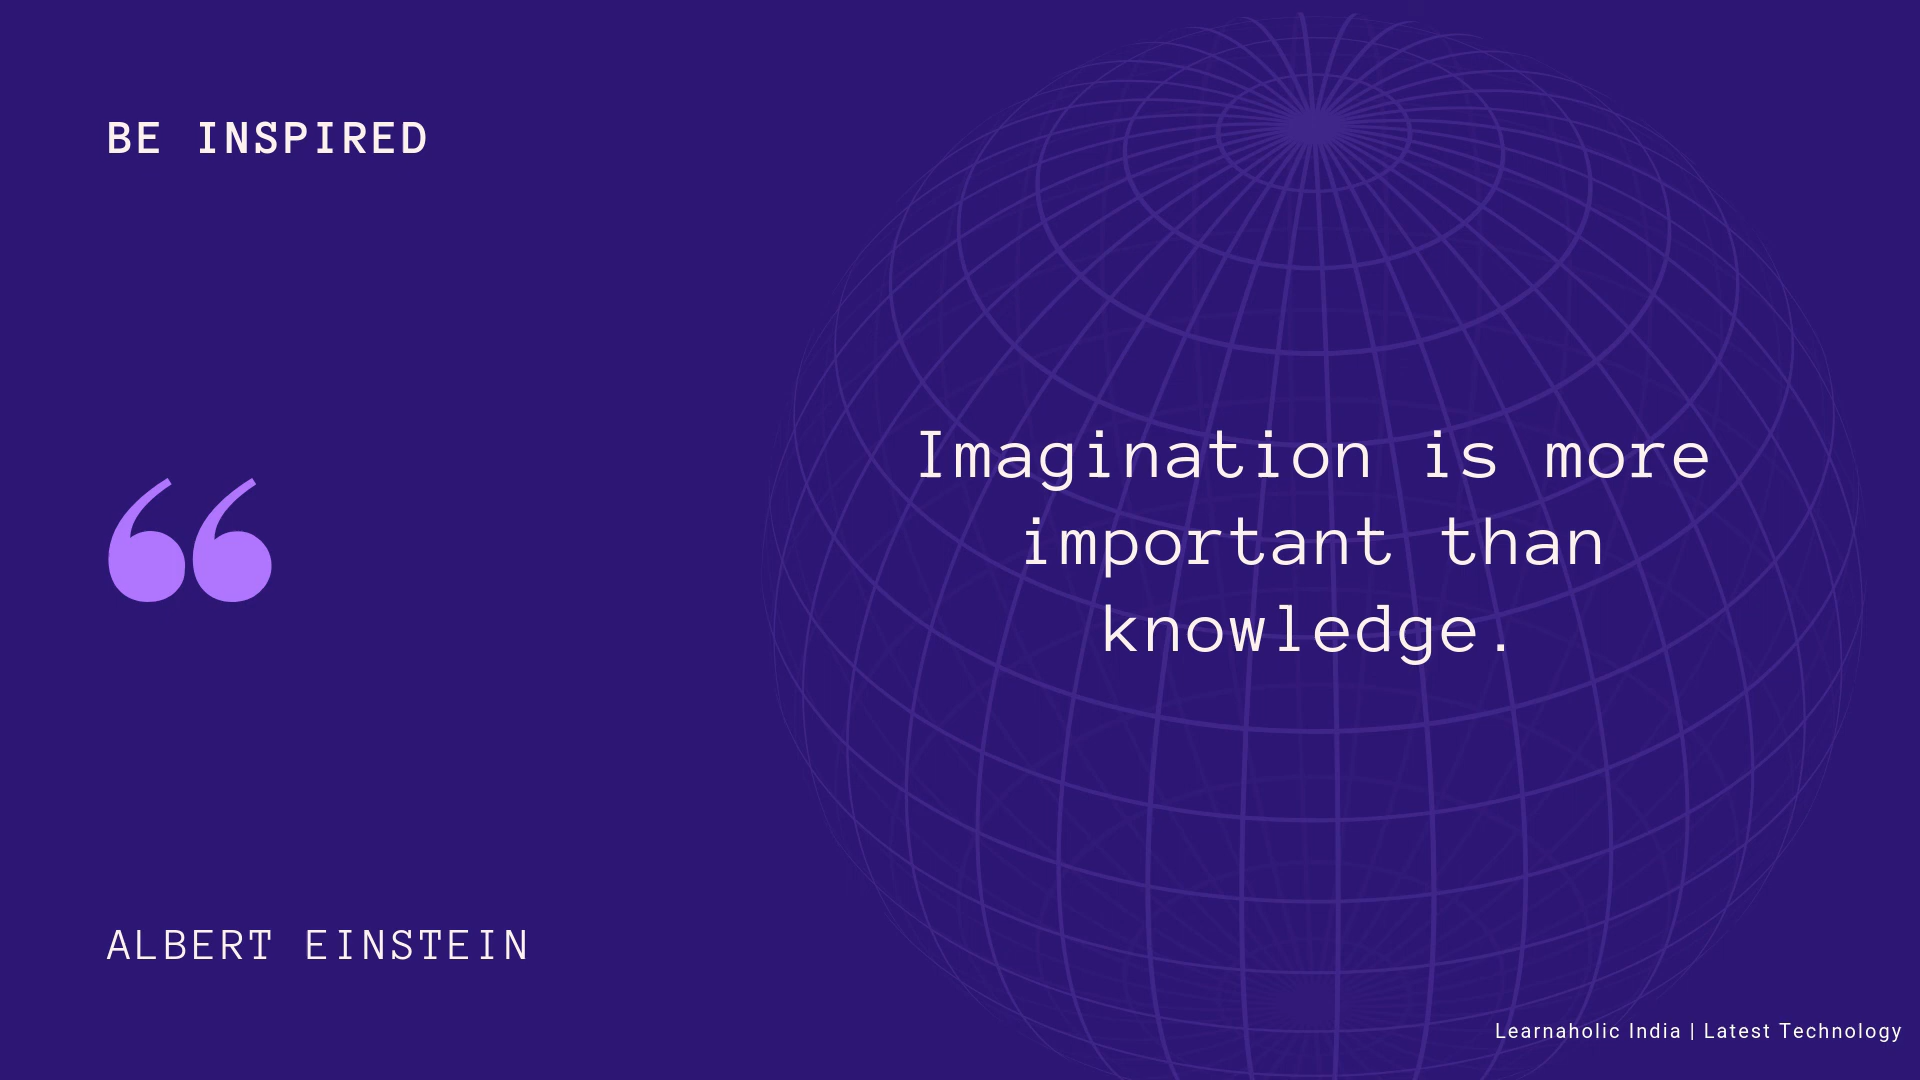 BE INSPIRED
“
Imagination is more
important than
knowledge.
ALBERT EINSTEIN
Learnaholic India | Latest Technology